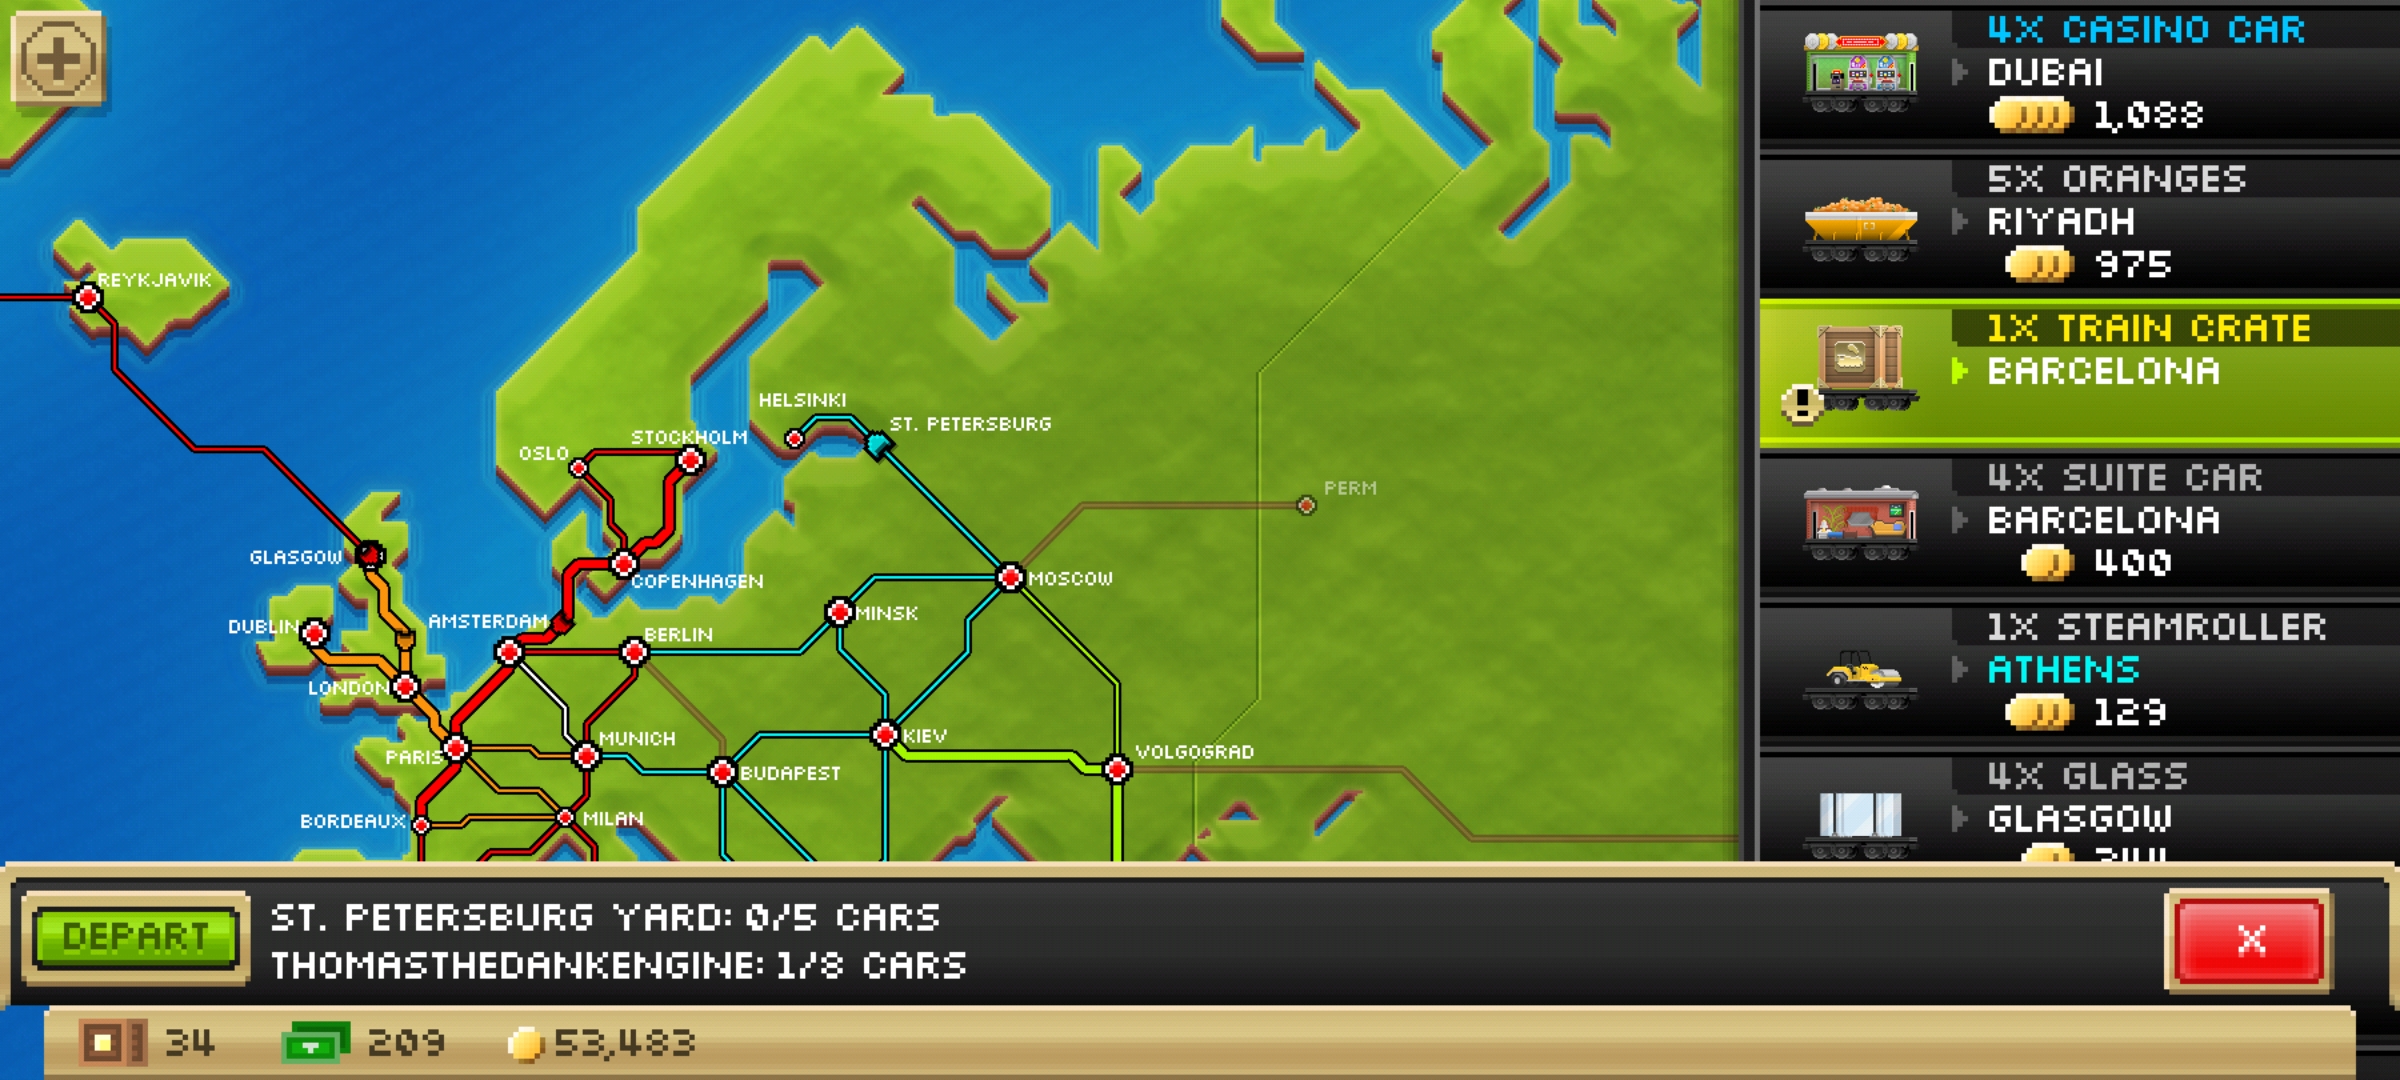 REYKJAVIK
HELSINKI
ST. PETERSBURG
STOCKHOLM
OSLO
PERM
GLASGOW
COPENHAGEN
MOSCOW
DUBLIN
AMSTERDAM
MINSK
BERLIN
LONDON
PARIS
MUNICH
KIEV
VOLGOGRAD
BUDAPEST
BORDEAUX
MILAN
4X CASINO CAR
DUBAI
1,088
5X ORANGES
RIYADH
975
1X TRAIN CRATE
BARCELONA
!
4X SUITE CAR
BARCELONA
400
1X STEAMROLLER
ATHENS
129
4X GLASS
GLASGOW
DEPART
ST. PETERSBURG YARD: 0/5 CARS
THOMASTHEDANKENGINE: 1/8 CARS
X
34
209
53,483